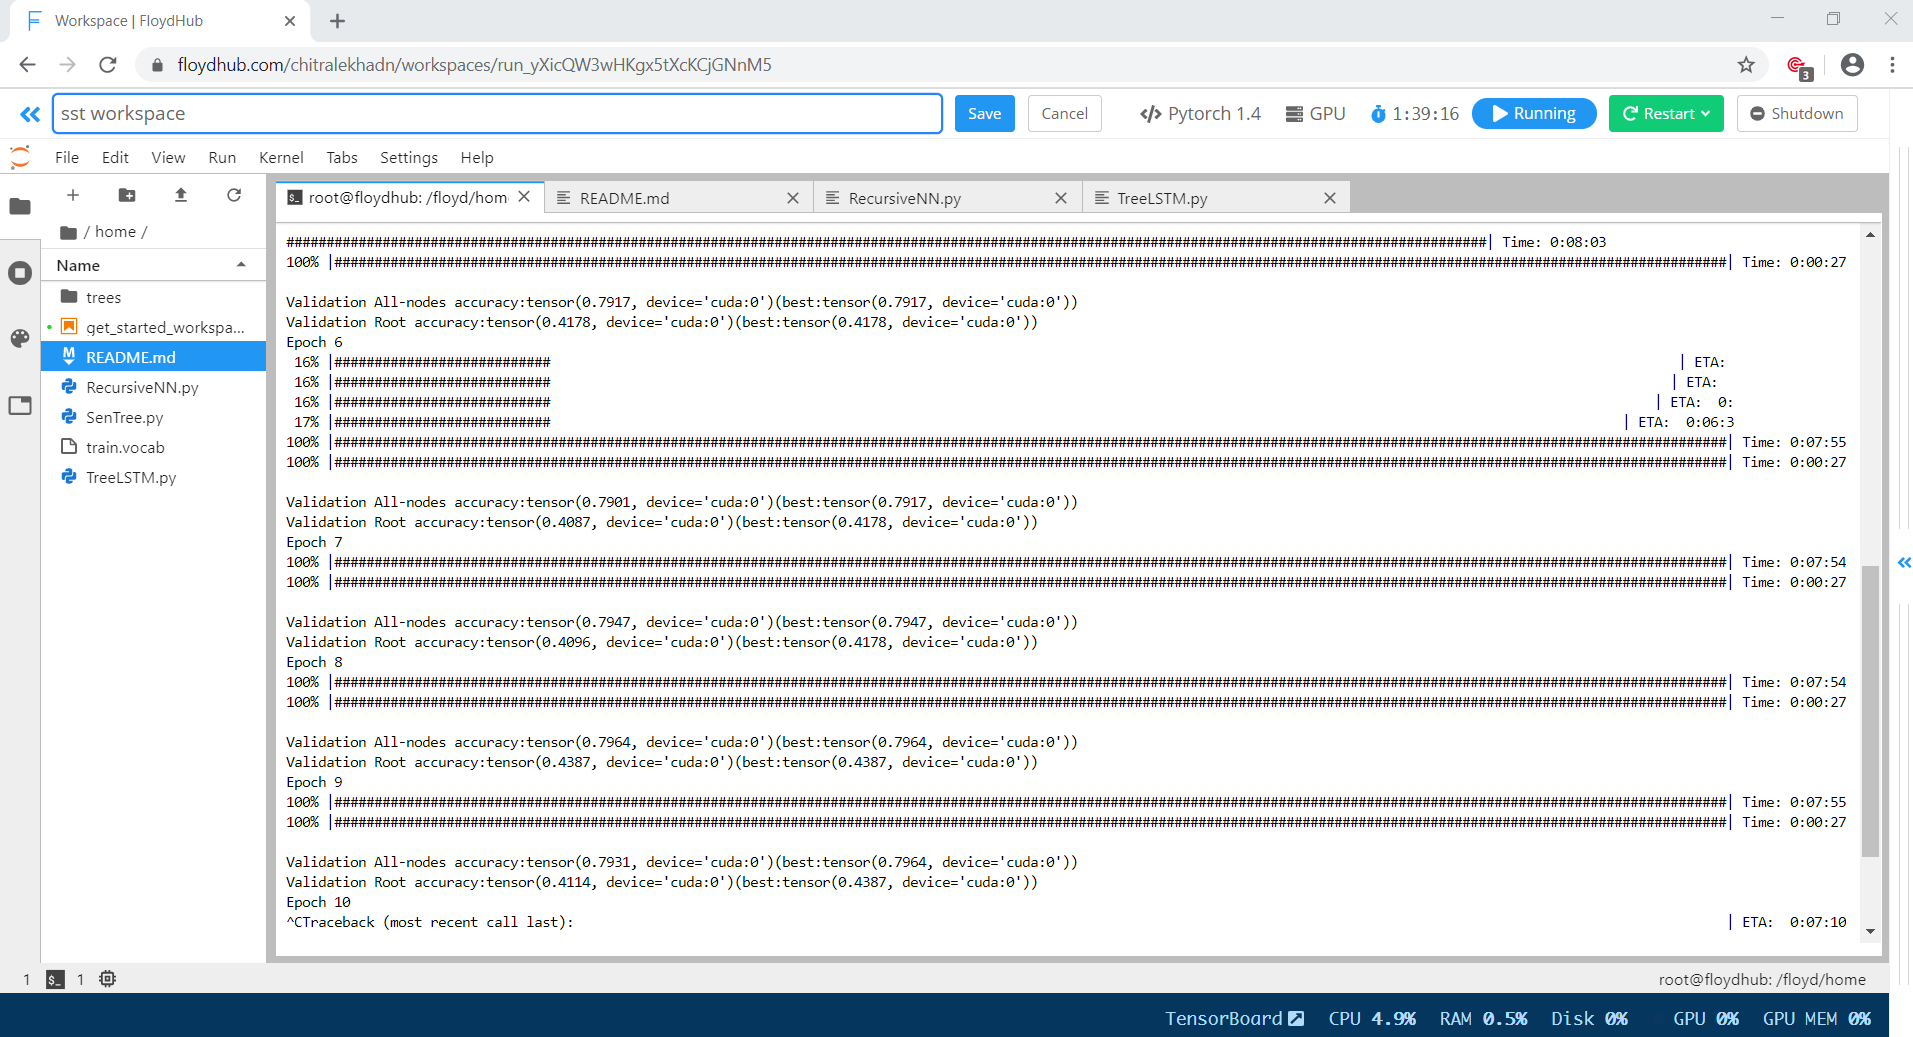 Workspace | FloydHub
floydhub.com/chitralekhadn/workspaces/run_yXicQW3wHKgx5tXcKCjGNnM5
3
sst workspace
Save
Cancel
</> Pytorch 1.4
GPU
1:39:16
Running
Restart
Shutdown
File Edit View Run Kernel Tabs Settings Help
root@floydhub: /floyd/hom
README.md
RecursiveNN.py
TreeLSTM.py
/ home /
Name
trees
get_started_workspa...
README.md
RecursiveNN.py
SenTree.py
train.vocab
TreeLSTM.py
| Time: 0:08:03
100% | | Time: 0:00:27
Validation All-nodes accuracy:tensor(0.7917, device='cuda:0')(best:tensor(0.7917, device='cuda:0'))
Validation Root accuracy:tensor(0.4178, device='cuda:0')(best:tensor(0.4178, device='cuda:0'))
Epoch 6
16% |########################### | ETA:
16% |########################### | ETA:
16% |########################### | ETA: 0:
17% |########################### | ETA: 0:06:3
100% | | Time: 0:07:55
100% | | Time: 0:00:27
Validation All-nodes accuracy:tensor(0.7901, device='cuda:0')(best:tensor(0.7917, device='cuda:0'))
Validation Root accuracy:tensor(0.4087, device='cuda:0')(best:tensor(0.4178, device='cuda:0'))
Epoch 7
100% | | Time: 0:07:54
100% | | Time: 0:00:27
Validation All-nodes accuracy:tensor(0.7947, device='cuda:0')(best:tensor(0.7947, device='cuda:0'))
Validation Root accuracy:tensor(0.4096, device='cuda:0')(best:tensor(0.4178, device='cuda:0'))
Epoch 8
100% | | Time: 0:07:54
100% | | Time: 0:00:27
Validation All-nodes accuracy:tensor(0.7964, device='cuda:0')(best:tensor(0.7964, device='cuda:0'))
Validation Root accuracy:tensor(0.4387, device='cuda:0')(best:tensor(0.4387, device='cuda:0'))
Epoch 9
100% | | Time: 0:07:55
100% | | Time: 0:00:27
Validation All-nodes accuracy:tensor(0.7931, device='cuda:0')(best:tensor(0.7964, device='cuda:0'))
Validation Root accuracy:tensor(0.4114, device='cuda:0')(best:tensor(0.4387, device='cuda:0'))
Epoch 10
^CTraceback (most recent call last): | ETA: 0:07:10
1 $_ 1
root@floydhub: /floyd/home
TensorBoard CPU 4.9% RAM 0.5% Disk 0% GPU 0% GPU MEM 0%